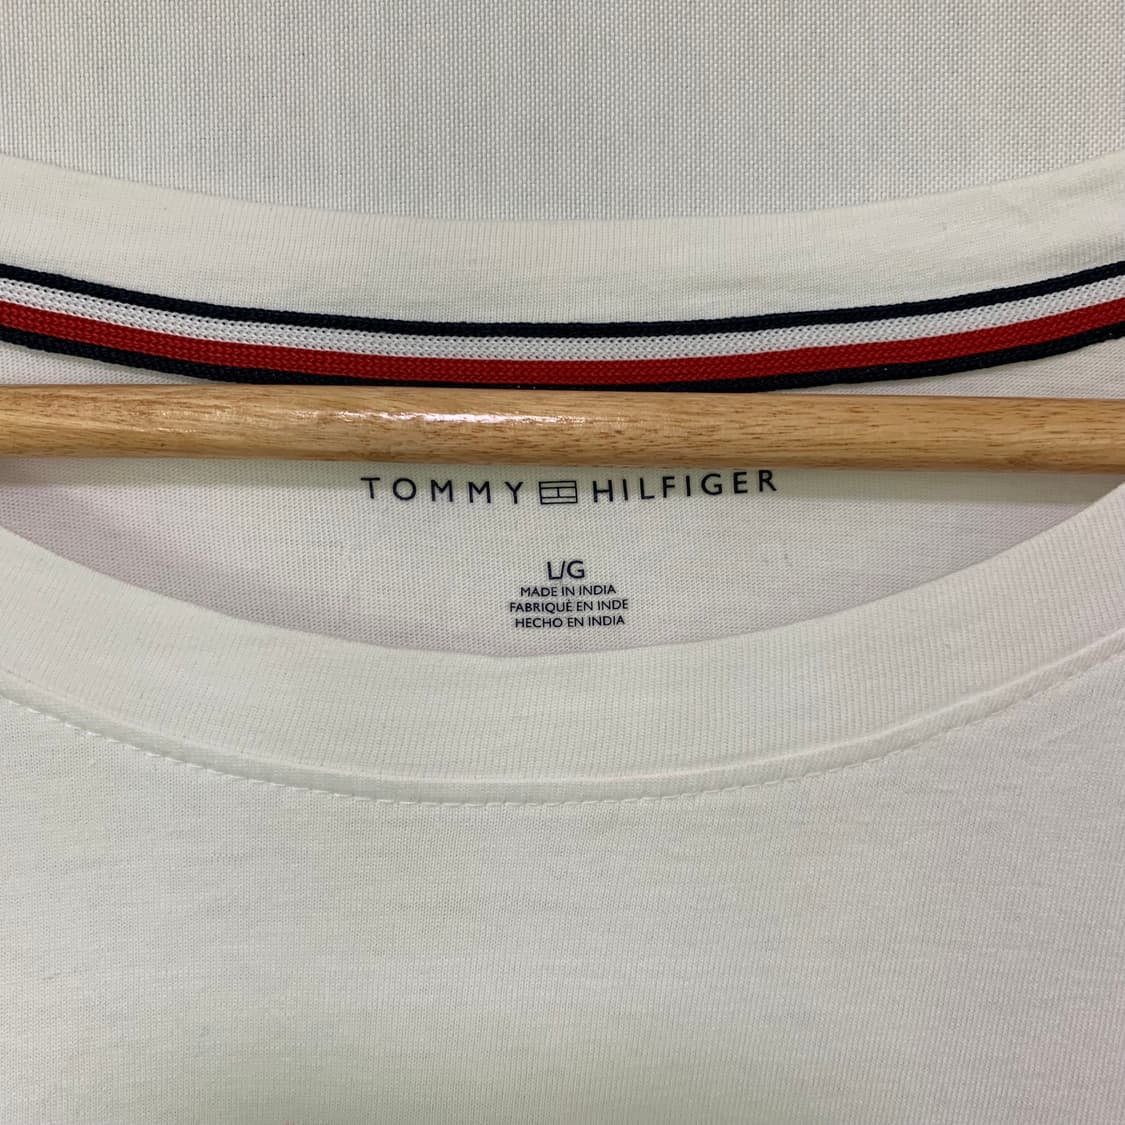 TOMMY HILFIGER
L/G
MADE IN INDIA
FABRIQUÉ EN INDE
HECHO EN INDIA